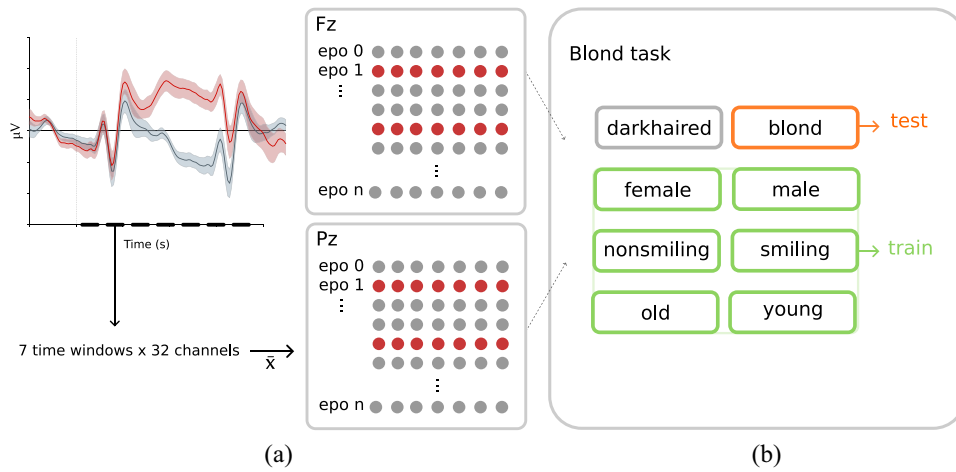 μV
Time (s)
7 time windows x 32 channels
x̄
Fz
epo 0
epo 1
⋮
⋮
epo n
Pz
epo 0
epo 1
⋮
⋮
epo n
(a)
Blond task
darkhaired blond test
female male
nonsmiling smiling train
old young
(b)